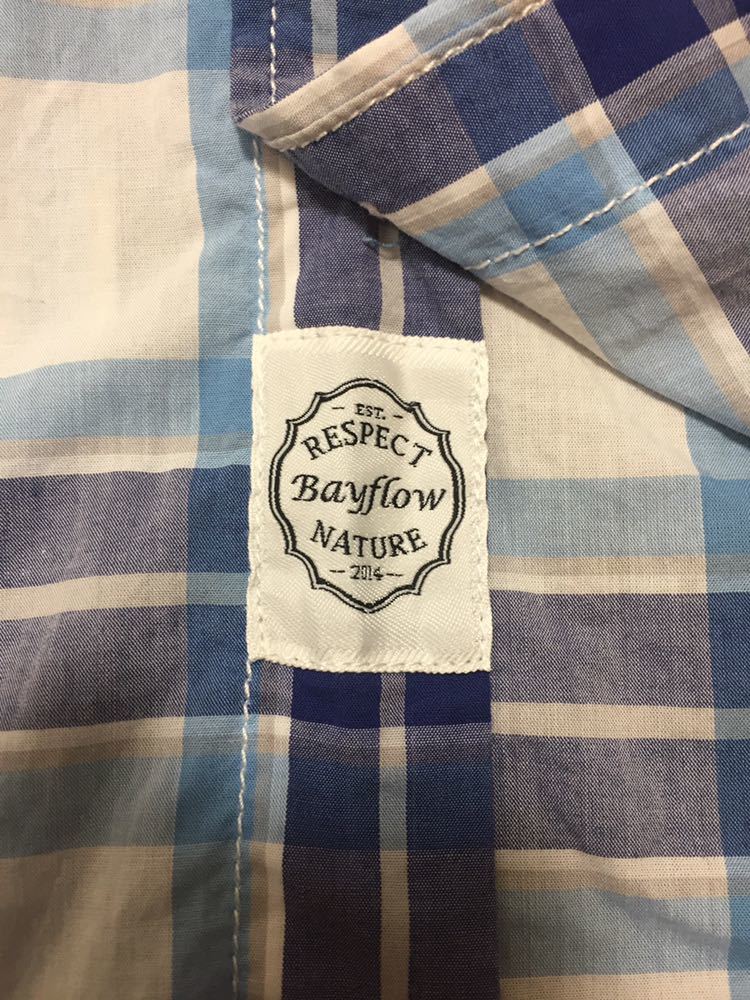 - EST. -
RESPECT
Bayflow
NATURE
-- 2014 --